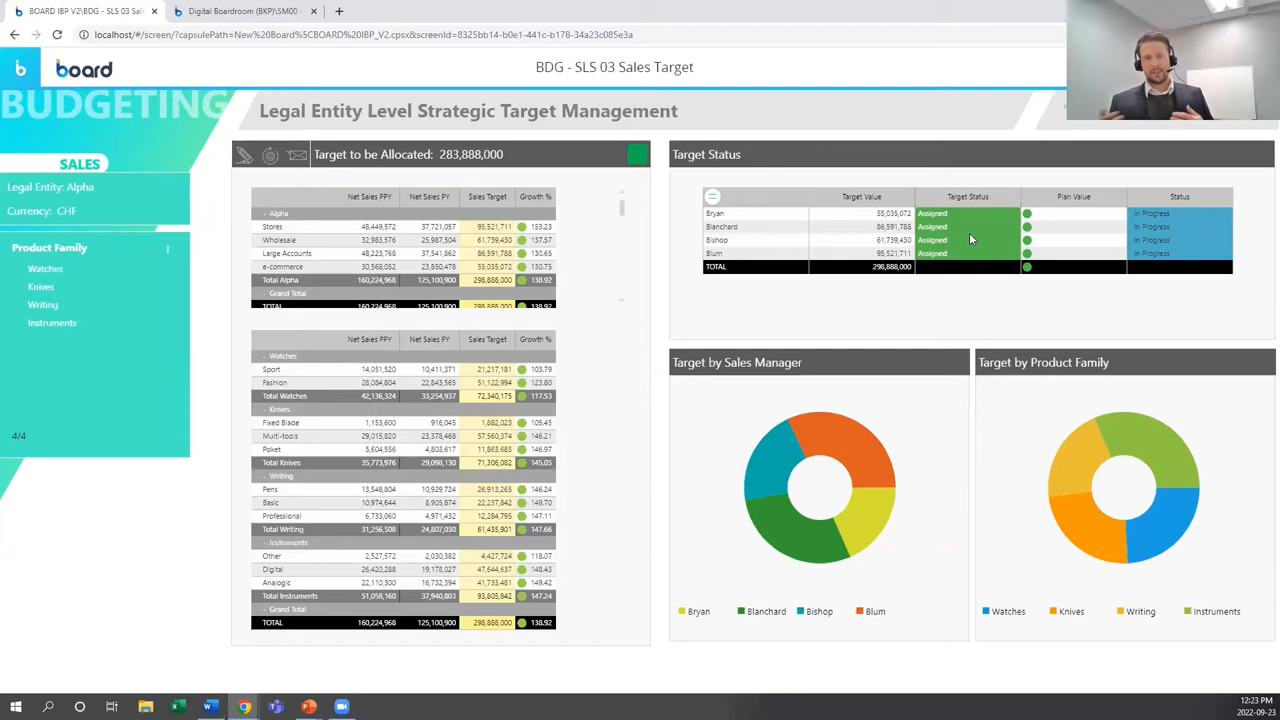 BOARD IBP V2\BDG - SLS 03 Sal
Digital Boardroom (BKP)\SM00 -
localhost/#/screen/?capsulePath=New%20Board%5CBOARD%20IBP_V2.cpsx&screenId=8325bb14-b0e1-441c-b178-34a23c085e3a
b board
BDG - SLS 03 Sales Target
BUDGETING
Legal Entity Level Strategic Target Management
SALES
Legal Entity: Alpha
Currency: CHF
Product Family
Watches
Knives
Writing
Instruments
4/4
Target to be Allocated: 283,888,000
Net Sales PPY Net Sales PY Sales Target Growth %
- Alpha
Stores 48,449,572 37,721,057 95,521,711 153.23
Wholesale 32,983,576 25,987,504 61,739,430 137.57
Large Accounts 48,223,768 37,541,862 86,591,788 130.65
e-commerce 30,568,052 23,850,478 55,035,072 130.75
Total Alpha 160,224,968 125,100,900 298,888,000 138.92
- Grand Total
TOTAL 160,224,968 125,100,900 298,888,000 138.92
Net Sales PPY Net Sales PY Sales Target Growth %
- Watches
Sport 14,051,520 10,411,371 21,217,181 103.79
Fashion 28,084,804 22,843,565 51,122,994 123.80
Total Watches 42,136,324 33,254,937 72,340,175 117.53
- Knives
Fixed Blade 1,153,600 916,045 1,882,023 105.45
Multi-tools 29,015,820 23,378,468 57,560,374 146.21
Poket 5,604,556 4,803,617 11,863,685 146.97
Total Knives 35,773,976 29,098,130 71,306,082 145.05
- Writing
Pens 13,548,804 10,929,724 26,913,265 146.24
Basic 10,974,644 8,905,874 22,237,842 149.70
Professional 6,733,060 4,971,432 12,284,795 147.11
Total Writing 31,256,508 24,807,030 61,435,901 147.66
- Instruments
Other 2,527,572 2,030,382 4,427,724 118.07
Digital 26,420,288 19,178,027 47,644,637 148.43
Analogic 22,110,300 16,732,394 41,733,481 149.42
Total Instruments 51,058,160 37,940,803 93,805,842 147.24
- Grand Total
TOTAL 160,224,968 125,100,900 298,888,000 138.92
Target Status
Target Value Target Status Plan Value Status
Bryan 55,035,072 Assigned In Progress
Blanchard 86,591,788 Assigned In Progress
Bishop 61,739,430 Assigned In Progress
Blum 95,521,711 Assigned In Progress
TOTAL 298,888,000
Target by Sales Manager
Bryan Blanchard Bishop Blum
Target by Product Family
Watches Knives Writing Instruments
12:23 PM
2022-09-23